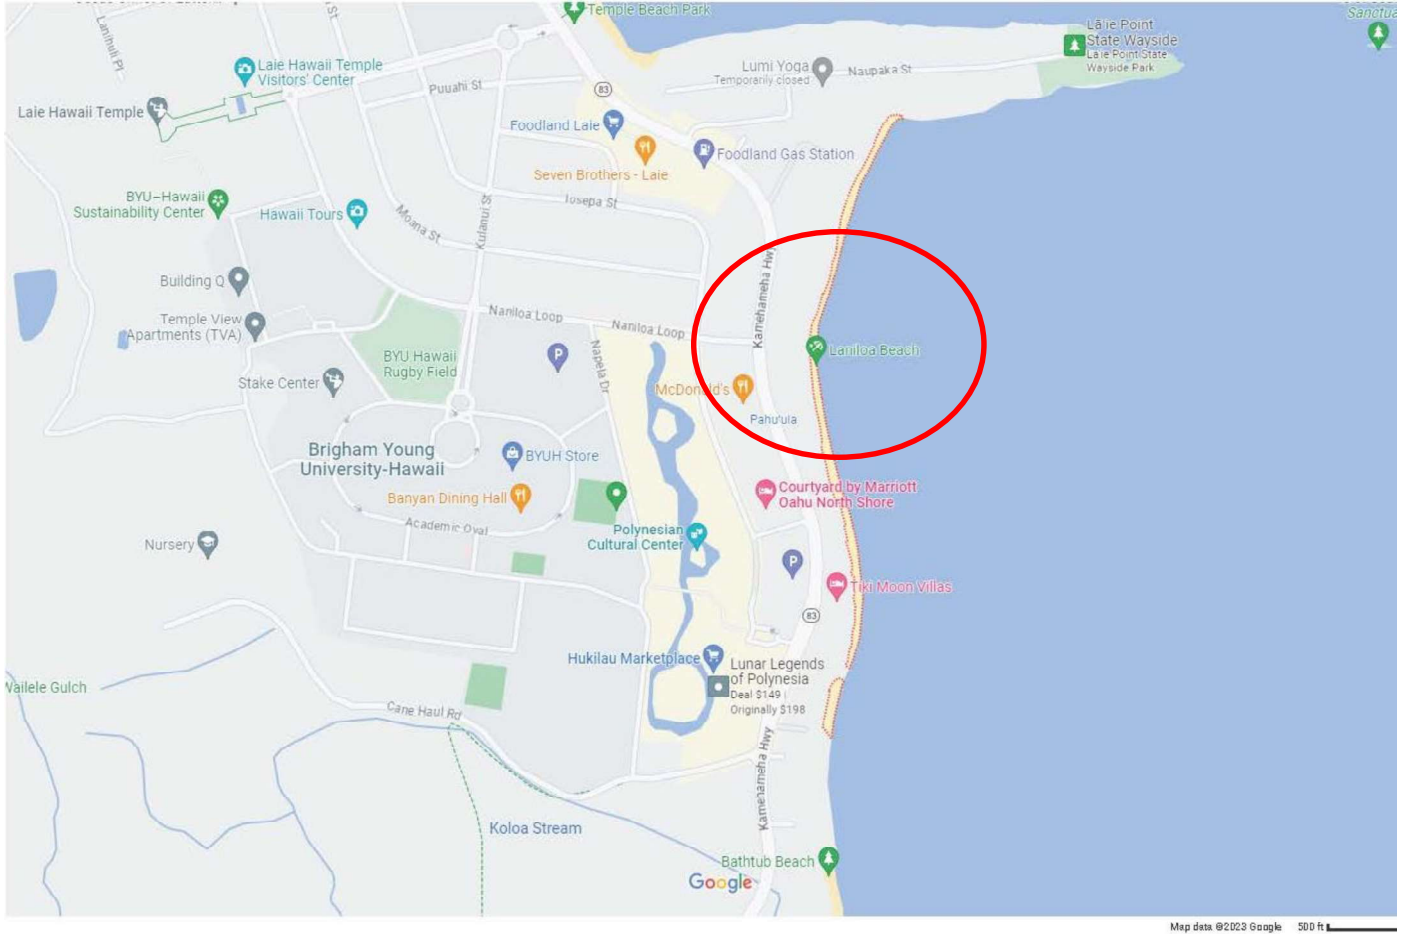 Temple Beach Park
Lanihuli Pl
St
Sanctua
Lā'ie Point
State Wayside
Laie Point State
Wayside Park
Laie Hawaii Temple
Visitors' Center
Puuahi St
83
Lumi Yoga
Temporarily closed
Naupaka St
Laie Hawaii Temple
Foodland Laie
Foodland Gas Station
Seven Brothers - Laie
BYU–Hawaii
Sustainability Center
Hawaii Tours
Moana St
Kulanui St
Iosepa St
Kamehameha Hwy
Building Q
Temple View
Apartments (TVA)
Naniloa Loop
Naniloa Loop
Laniloa Beach
BYU Hawaii
Rugby Field
P
Napela Dr
Stake Center
McDonald's
Pahu'ula
Brigham Young
University-Hawaii
BYUH Store
Banyan Dining Hall
Academic Oval
Courtyard by Marriott
Oahu North Shore
Nursery
Polynesian
Cultural Center
P
Tiki Moon Villas
83
Hukilau Marketplace
Lunar Legends
of Polynesia
Deal $149
Originally $198
Wailele Gulch
Cane Haul Rd
Kamehameha Hwy
Koloa Stream
Bathtub Beach
Google
Map data ©2023 Google 500 ft